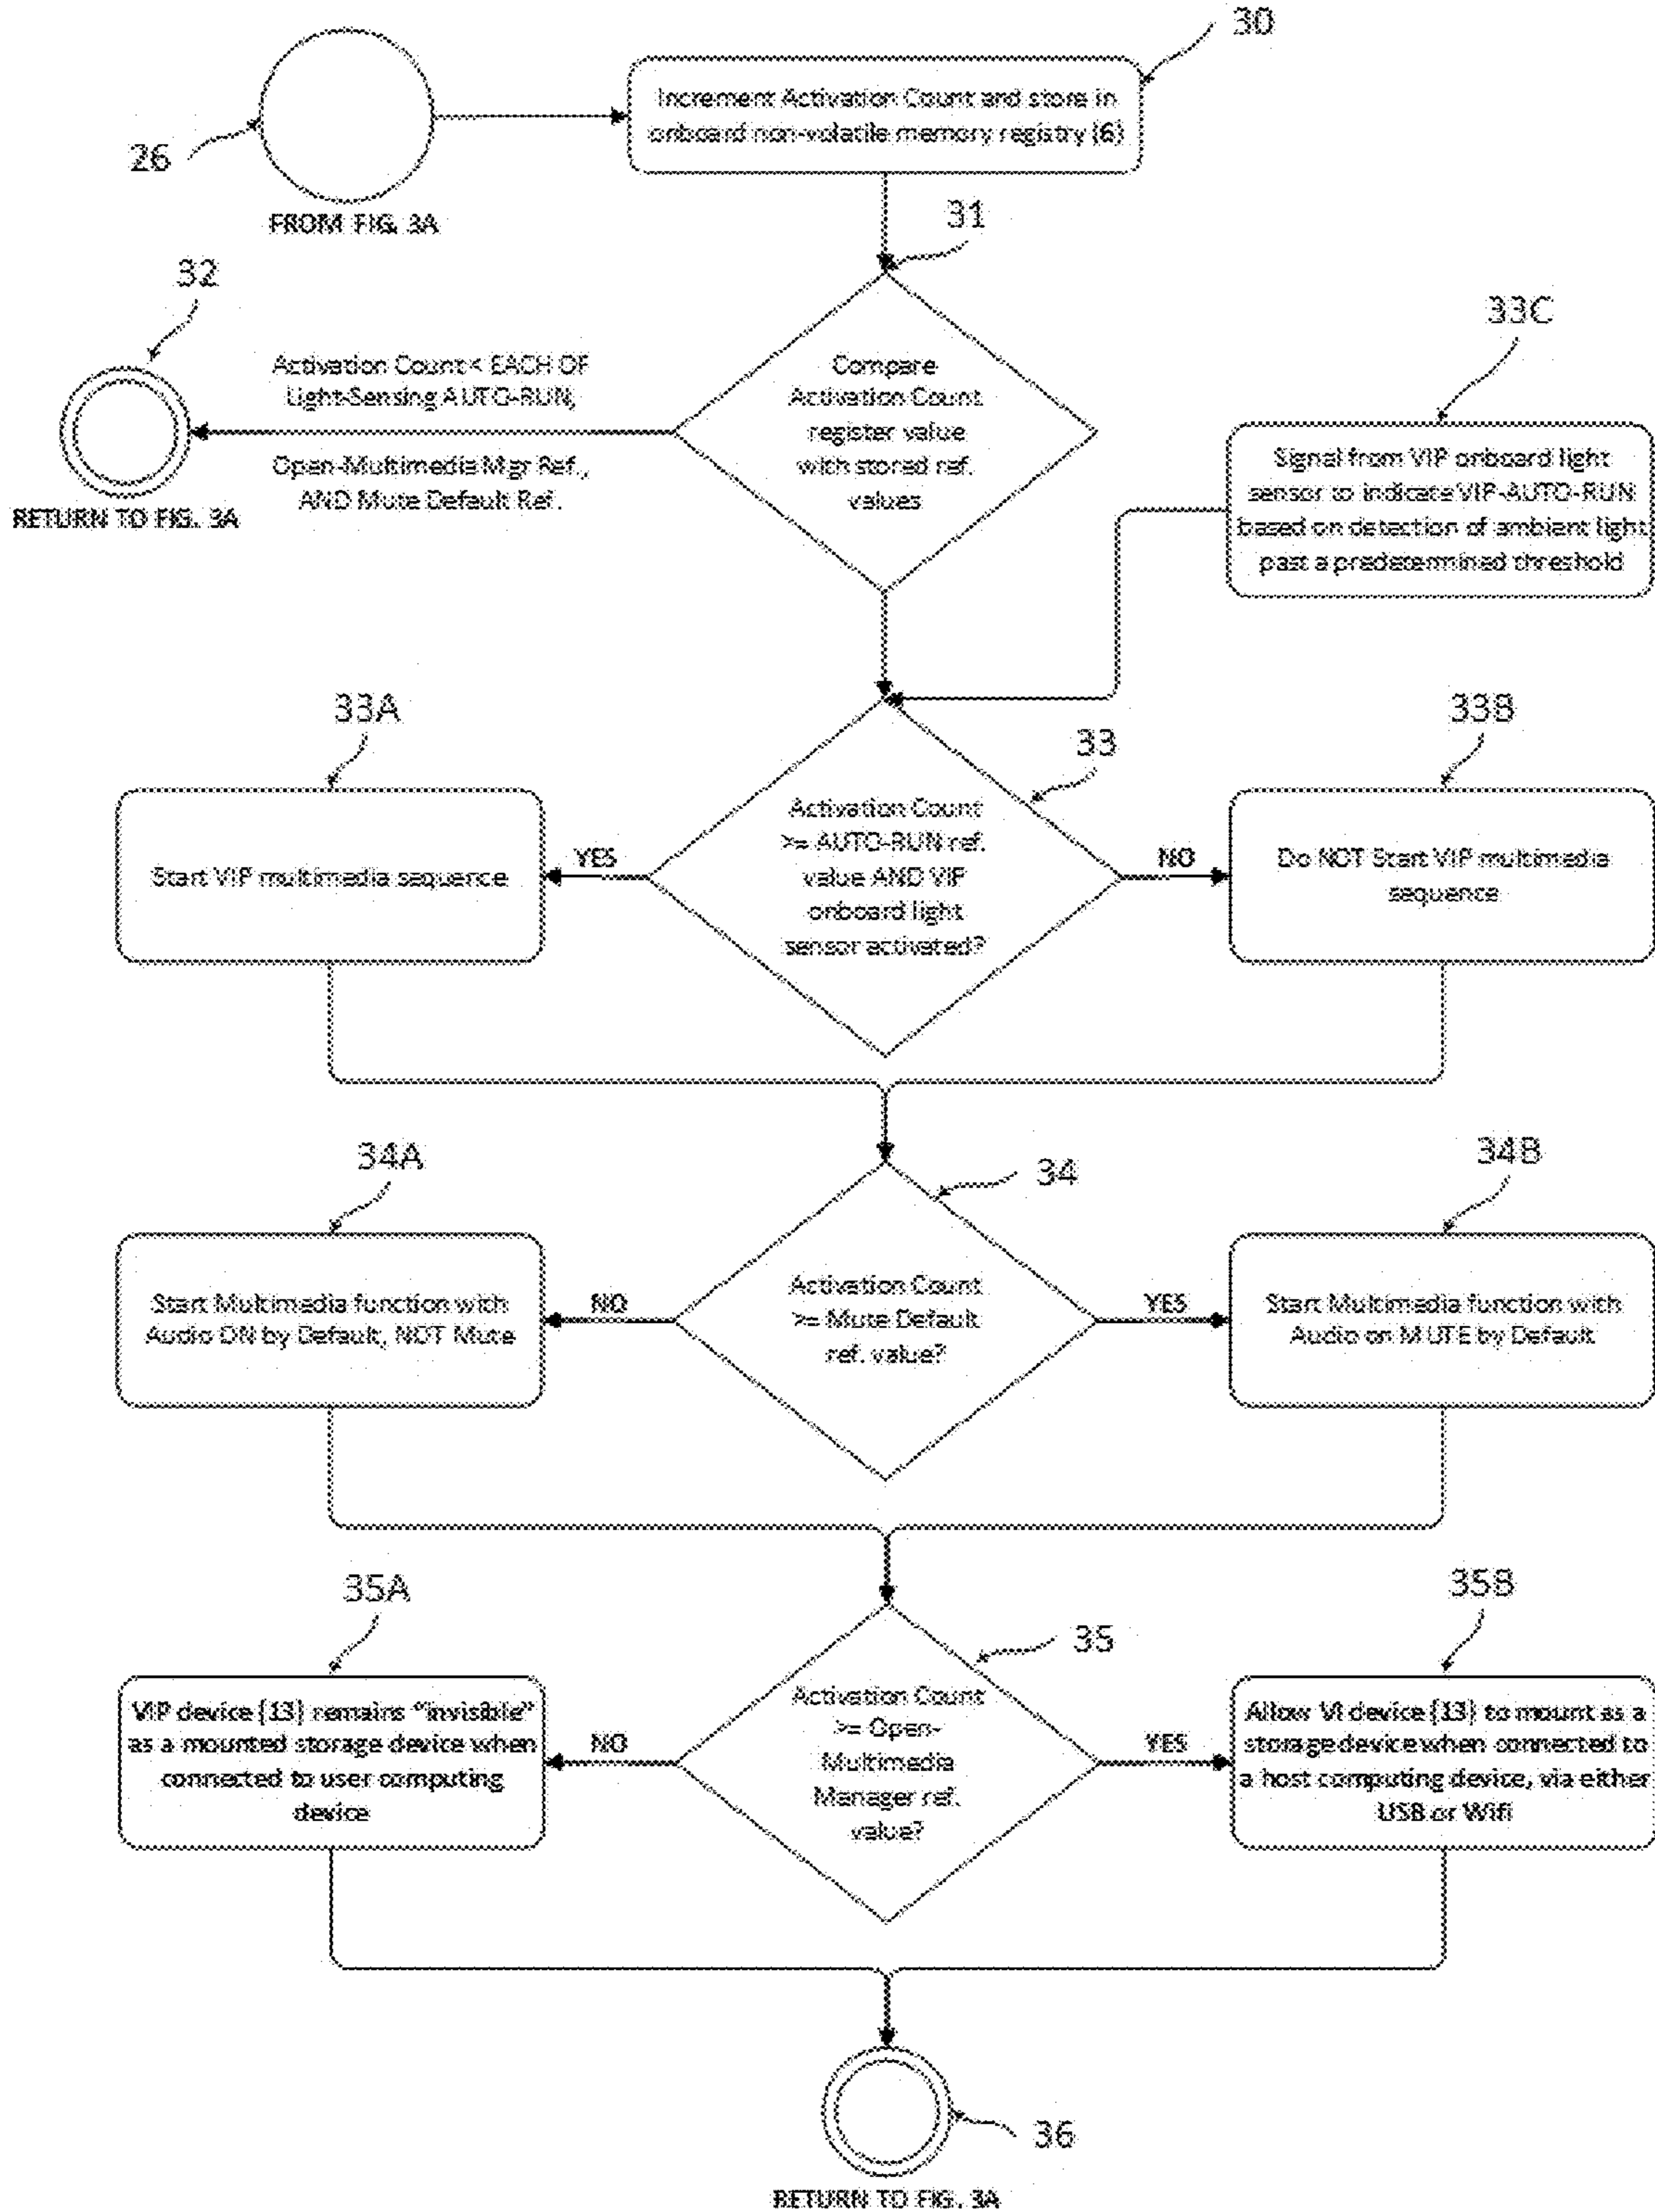 30
Increment Activation Count and store in
onboard non-volatile memory registry (6)
26
FROM FIG. 3A
31
32
Activation Count < EACH OF
Light-Sensing AUTO-RUN,
Open-Multimedia Mgr Ref.,
AND Mute Default Ref.
RETURN TO FIG. 3A
Compare
Activation Count
register value
with stored ref.
values
33C
Signal from VIP onboard light
sensor to indicate VIP-AUTO-RUN
based on detection of ambient light
past a predetermined threshold
33A
Start VIP multimedia sequence
YES
33
Activation Count
>= AUTO-RUN ref.
value AND VIP
onboard light
sensor activated?
NO
33B
Do NOT Start VIP multimedia
sequence
34A
Start Multimedia function with
Audio ON by Default, NOT Mute
NO
34
Activation Count
>= Mute Default
ref. value?
YES
34B
Start Multimedia function with
Audio on MUTE by Default
35A
VIP device (13) remains "invisible"
as a mounted storage device when
connected to user computing
device
NO
35
Activation Count
>= Open-
Multimedia
Manager ref.
value?
YES
35B
Allow VI device (13) to mount as a
storage device when connected to
a host computing device, via either
USB or Wifi
36
RETURN TO FIG. 3A